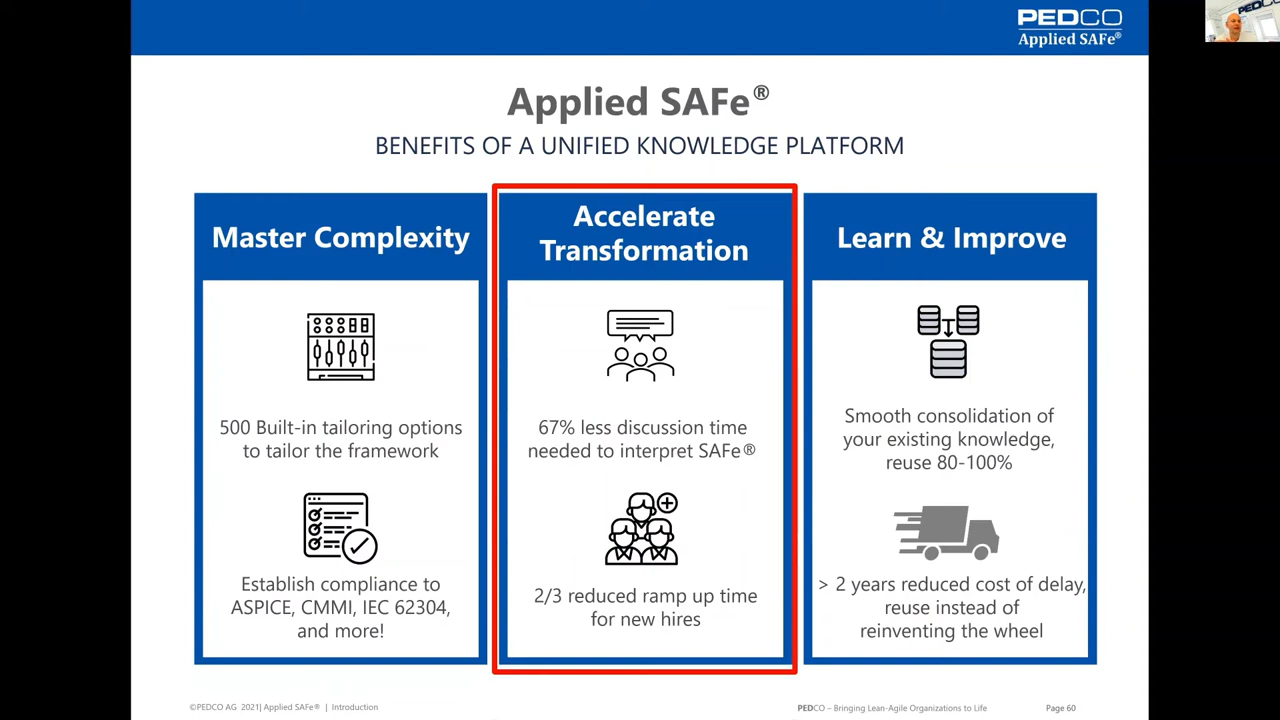 PEDCO
Applied SAFe®
Applied SAFe®
BENEFITS OF A UNIFIED KNOWLEDGE PLATFORM
Master Complexity
500 Built-in tailoring options
to tailor the framework
Establish compliance to
ASPICE, CMMI, IEC 62304,
and more!
Accelerate
Transformation
67% less discussion time
needed to interpret SAFe®
2/3 reduced ramp up time
for new hires
Learn & Improve
Smooth consolidation of
your existing knowledge,
reuse 80-100%
> 2 years reduced cost of delay,
reuse instead of
reinventing the wheel
©PEDCO AG 2021| Applied SAFe® | Introduction
PEDCO – Bringing Lean-Agile Organizations to Life
Page 60